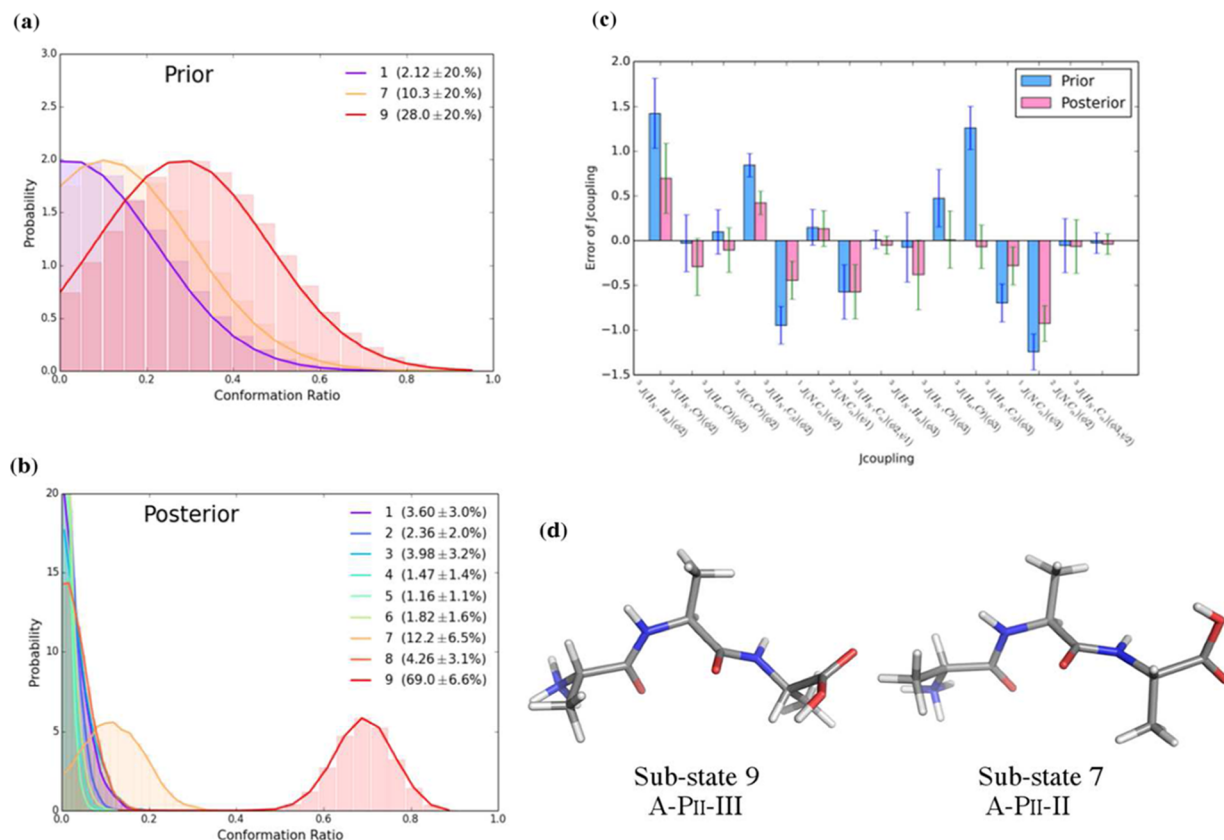 (a)
Prior
1 (2.12±20.%)
7 (10.3±20.%)
9 (28.0±20.%)
Probability
3.0
2.5
2.0
1.5
1.0
0.5
0.0
0.0 0.2 0.4 0.6 0.8 1.0
Conformation Ratio
(b)
Posterior
1 (3.60±3.0%)
2 (2.36±2.0%)
3 (3.98±3.2%)
4 (1.47±1.4%)
5 (1.16±1.1%)
6 (1.82±1.6%)
7 (12.2±6.5%)
8 (4.26±3.1%)
9 (69.0±6.6%)
Probability
20
15
10
5
0
0.0 0.2 0.4 0.6 0.8 1.0
Conformation Ratio
(c)
Prior
Posterior
Error of Jcoupling
2.0
1.5
1.0
0.5
0.0
−0.5
−1.0
−1.5
Jcoupling
(d)
Sub-state 9
A-PII-III
Sub-state 7
A-PII-II